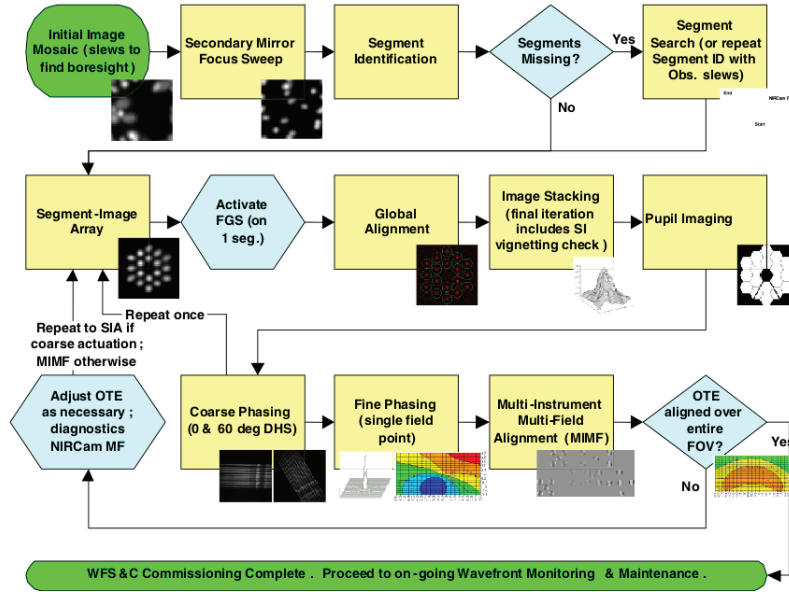 Initial Image
Mosaic (slews to
find boresight)
Secondary Mirror
Focus Sweep
Segment
Identification
Segments
Missing?
Yes
No
Segment
Search (or repeat
Segment ID with
Obs. slews)
End
NIRCam F
Start
Segment-Image
Array
Activate
FGS (on
1 seg.)
Global
Alignment
Image Stacking
(final iteration
includes SI
vignetting check)
Pupil Imaging
Repeat to SIA if
coarse actuation;
MIMF otherwise
Repeat once
Adjust OTE
as necessary;
diagnostics
NIRCam MF
Coarse Phasing
(0 & 60 deg DHS)
Fine Phasing
(single field
point)
Multi-Instrument
Multi-Field
Alignment (MIMF)
OTE
aligned over
entire
FOV?
Yes
No
WFS &C Commissioning Complete. Proceed to on-going Wavefront Monitoring & Maintenance.